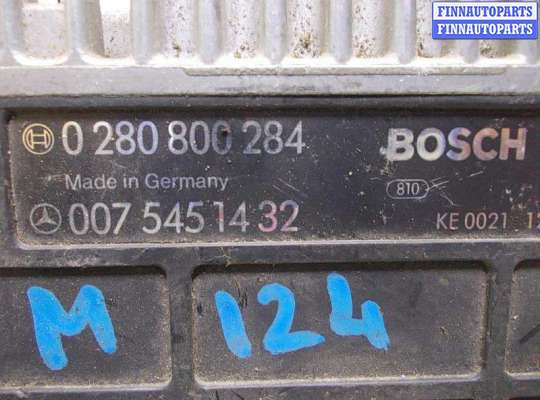 FINNAUTOPARTS
FINNAUTOPARTS
0 280 800 284 BOSCH
Made in Germany 810
007 545 14 32 KE 0021
M 124